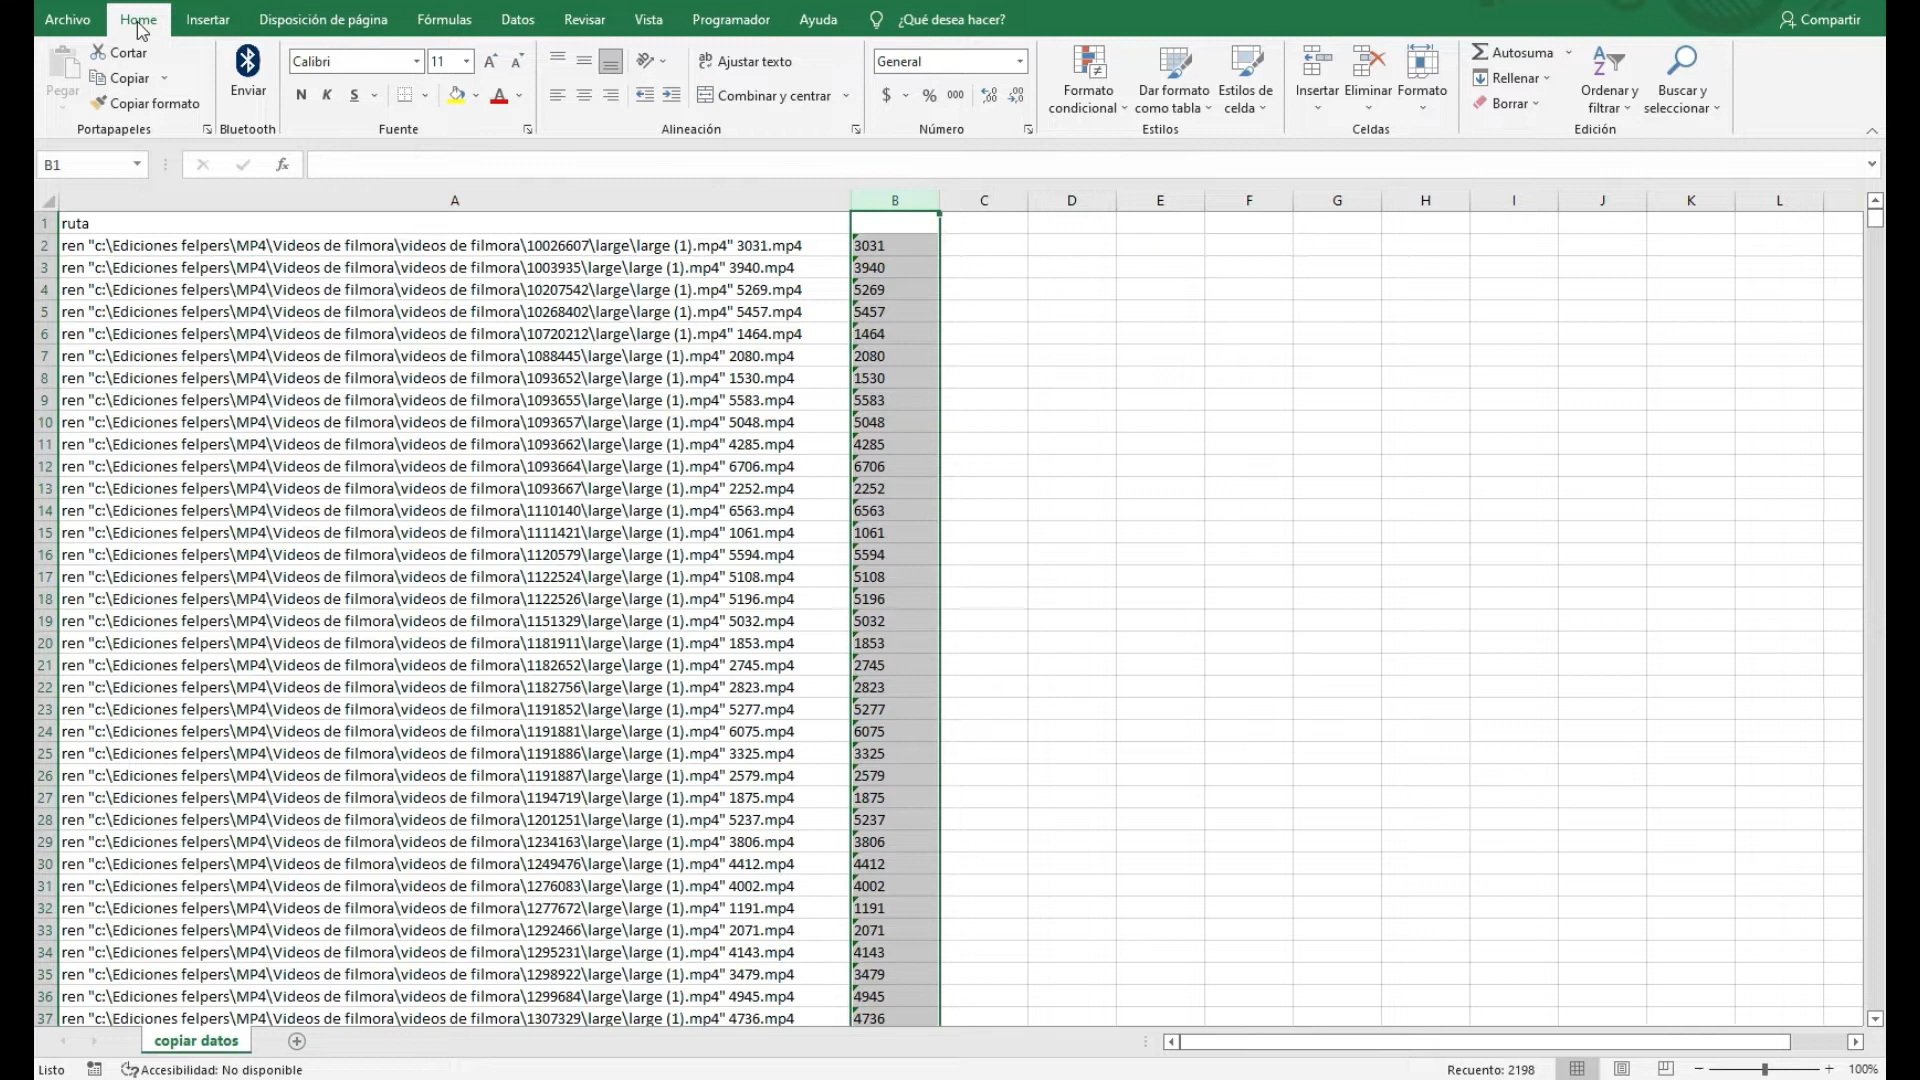 Archivo Home Insertar Disposición de página Fórmulas Datos Revisar Vista Programador Ayuda ¿Qué desea hacer? Compartir
Pegar Cortar
Copiar
Copiar formato
Portapapeles
Enviar
Bluetooth
Calibri 11
N K S
Fuente
Ajustar texto
Combinar y centrar
Alineación
General
$ % 000
Número
Formato condicional
Dar formato como tabla
Estilos de celda
Estilos
Insertar Eliminar Formato
Celdas
Autosuma
Rellenar
Borrar
Ordenar y filtrar
Buscar y seleccionar
Edición
B1 fx
A B C D E F G H I J K L
1 ruta
2 ren "c:\Ediciones felpers\MP4\Videos de filmora\videos de filmora\10026607\large\large (1).mp4" 3031.mp4 3031
3 ren "c:\Ediciones felpers\MP4\Videos de filmora\videos de filmora\1003935\large\large (1).mp4" 3940.mp4 3940
4 ren "c:\Ediciones felpers\MP4\Videos de filmora\videos de filmora\10207542\large\large (1).mp4" 5269.mp4 5269
5 ren "c:\Ediciones felpers\MP4\Videos de filmora\videos de filmora\10268402\large\large (1).mp4" 5457.mp4 5457
6 ren "c:\Ediciones felpers\MP4\Videos de filmora\videos de filmora\10720212\large\large (1).mp4" 1464.mp4 1464
7 ren "c:\Ediciones felpers\MP4\Videos de filmora\videos de filmora\1088445\large\large (1).mp4" 2080.mp4 2080
8 ren "c:\Ediciones felpers\MP4\Videos de filmora\videos de filmora\1093652\large\large (1).mp4" 1530.mp4 1530
9 ren "c:\Ediciones felpers\MP4\Videos de filmora\videos de filmora\1093655\large\large (1).mp4" 5583.mp4 5583
10 ren "c:\Ediciones felpers\MP4\Videos de filmora\videos de filmora\1093657\large\large (1).mp4" 5048.mp4 5048
11 ren "c:\Ediciones felpers\MP4\Videos de filmora\videos de filmora\1093662\large\large (1).mp4" 4285.mp4 4285
12 ren "c:\Ediciones felpers\MP4\Videos de filmora\videos de filmora\1093664\large\large (1).mp4" 6706.mp4 6706
13 ren "c:\Ediciones felpers\MP4\Videos de filmora\videos de filmora\1093667\large\large (1).mp4" 2252.mp4 2252
14 ren "c:\Ediciones felpers\MP4\Videos de filmora\videos de filmora\1110140\large\large (1).mp4" 6563.mp4 6563
15 ren "c:\Ediciones felpers\MP4\Videos de filmora\videos de filmora\1111421\large\large (1).mp4" 1061.mp4 1061
16 ren "c:\Ediciones felpers\MP4\Videos de filmora\videos de filmora\1120579\large\large (1).mp4" 5594.mp4 5594
17 ren "c:\Ediciones felpers\MP4\Videos de filmora\videos de filmora\1122524\large\large (1).mp4" 5108.mp4 5108
18 ren "c:\Ediciones felpers\MP4\Videos de filmora\videos de filmora\1122526\large\large (1).mp4" 5196.mp4 5196
19 ren "c:\Ediciones felpers\MP4\Videos de filmora\videos de filmora\1151329\large\large (1).mp4" 5032.mp4 5032
20 ren "c:\Ediciones felpers\MP4\Videos de filmora\videos de filmora\1181911\large\large (1).mp4" 1853.mp4 1853
21 ren "c:\Ediciones felpers\MP4\Videos de filmora\videos de filmora\1182652\large\large (1).mp4" 2745.mp4 2745
22 ren "c:\Ediciones felpers\MP4\Videos de filmora\videos de filmora\1182756\large\large (1).mp4" 2823.mp4 2823
23 ren "c:\Ediciones felpers\MP4\Videos de filmora\videos de filmora\1191852\large\large (1).mp4" 5277.mp4 5277
24 ren "c:\Ediciones felpers\MP4\Videos de filmora\videos de filmora\1191881\large\large (1).mp4" 6075.mp4 6075
25 ren "c:\Ediciones felpers\MP4\Videos de filmora\videos de filmora\1191886\large\large (1).mp4" 3325.mp4 3325
26 ren "c:\Ediciones felpers\MP4\Videos de filmora\videos de filmora\1191887\large\large (1).mp4" 2579.mp4 2579
27 ren "c:\Ediciones felpers\MP4\Videos de filmora\videos de filmora\1194719\large\large (1).mp4" 1875.mp4 1875
28 ren "c:\Ediciones felpers\MP4\Videos de filmora\videos de filmora\1201251\large\large (1).mp4" 5237.mp4 5237
29 ren "c:\Ediciones felpers\MP4\Videos de filmora\videos de filmora\1234163\large\large (1).mp4" 3806.mp4 3806
30 ren "c:\Ediciones felpers\MP4\Videos de filmora\videos de filmora\1249476\large\large (1).mp4" 4412.mp4 4412
31 ren "c:\Ediciones felpers\MP4\Videos de filmora\videos de filmora\1276083\large\large (1).mp4" 4002.mp4 4002
32 ren "c:\Ediciones felpers\MP4\Videos de filmora\videos de filmora\1277672\large\large (1).mp4" 1191.mp4 1191
33 ren "c:\Ediciones felpers\MP4\Videos de filmora\videos de filmora\1292466\large\large (1).mp4" 2071.mp4 2071
34 ren "c:\Ediciones felpers\MP4\Videos de filmora\videos de filmora\1295231\large\large (1).mp4" 4143.mp4 4143
35 ren "c:\Ediciones felpers\MP4\Videos de filmora\videos de filmora\1298922\large\large (1).mp4" 3479.mp4 3479
36 ren "c:\Ediciones felpers\MP4\Videos de filmora\videos de filmora\1299684\large\large (1).mp4" 4945.mp4 4945
37 ren "c:\Ediciones felpers\MP4\Videos de filmora\videos de filmora\1307329\large\large (1).mp4" 4736.mp4 4736
copiar datos
Listo Accesibilidad: No disponible Recuento: 2198 100%